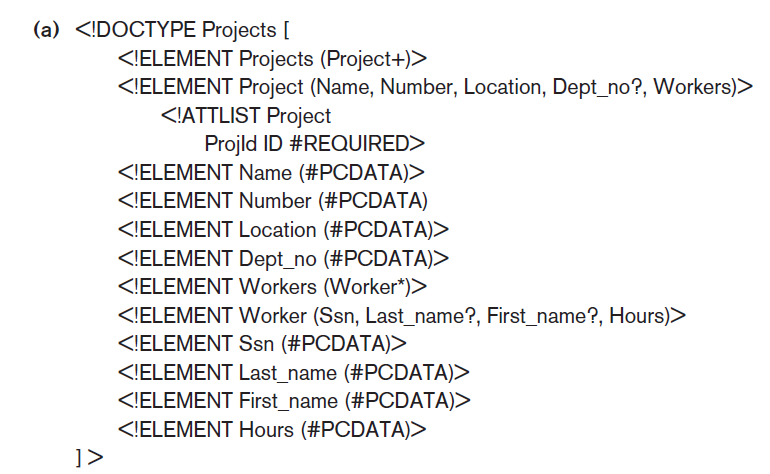 (a) <!DOCTYPE Projects [
<!ELEMENT Projects (Project+)>
<!ELEMENT Project (Name, Number, Location, Dept_no?, Workers)>
<!ATTLIST Project
ProjId ID #REQUIRED>
<!ELEMENT Name (#PCDATA)>
<!ELEMENT Number (#PCDATA)
<!ELEMENT Location (#PCDATA)>
<!ELEMENT Dept_no (#PCDATA)>
<!ELEMENT Workers (Worker*)>
<!ELEMENT Worker (Ssn, Last_name?, First_name?, Hours)>
<!ELEMENT Ssn (#PCDATA)>
<!ELEMENT Last_name (#PCDATA)>
<!ELEMENT First_name (#PCDATA)>
<!ELEMENT Hours (#PCDATA)>
] >